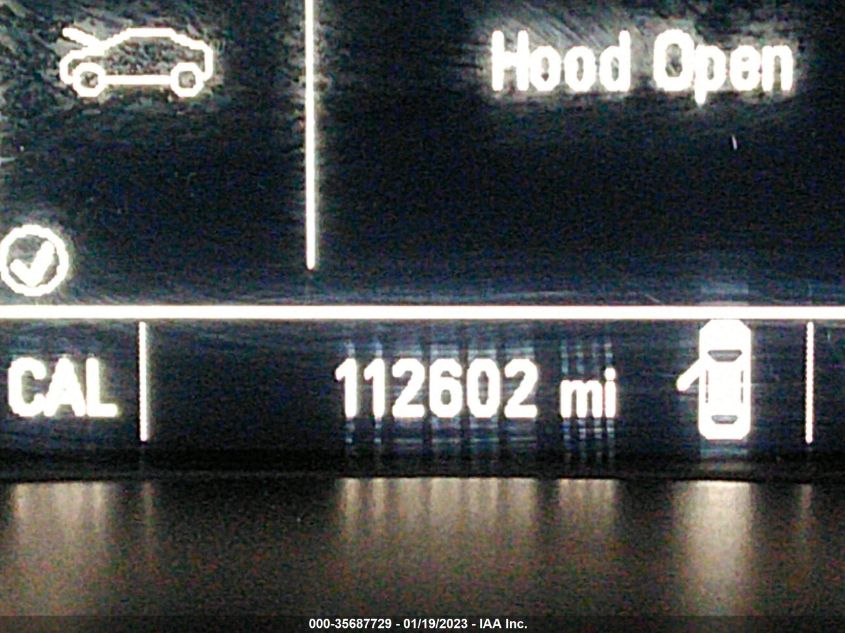 Hood Open
CAL 112602 mi
000-35687729 - 01/19/2023 - IAA Inc.